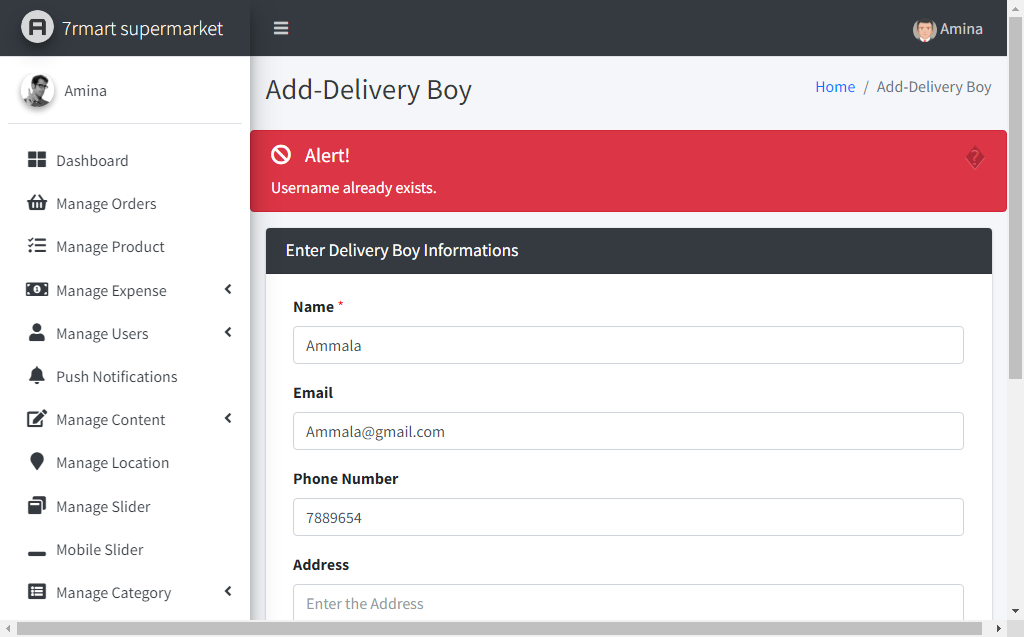 7rmart supermarket
Amina
Amina
Dashboard
Manage Orders
Manage Product
Manage Expense
Manage Users
Push Notifications
Manage Content
Manage Location
Manage Slider
Mobile Slider
Manage Category
Add-Delivery Boy
Home / Add-Delivery Boy
Alert!
Username already exists.
Enter Delivery Boy Informations
Name *
Ammala
Email
Ammala@gmail.com
Phone Number
7889654
Address
Enter the Address